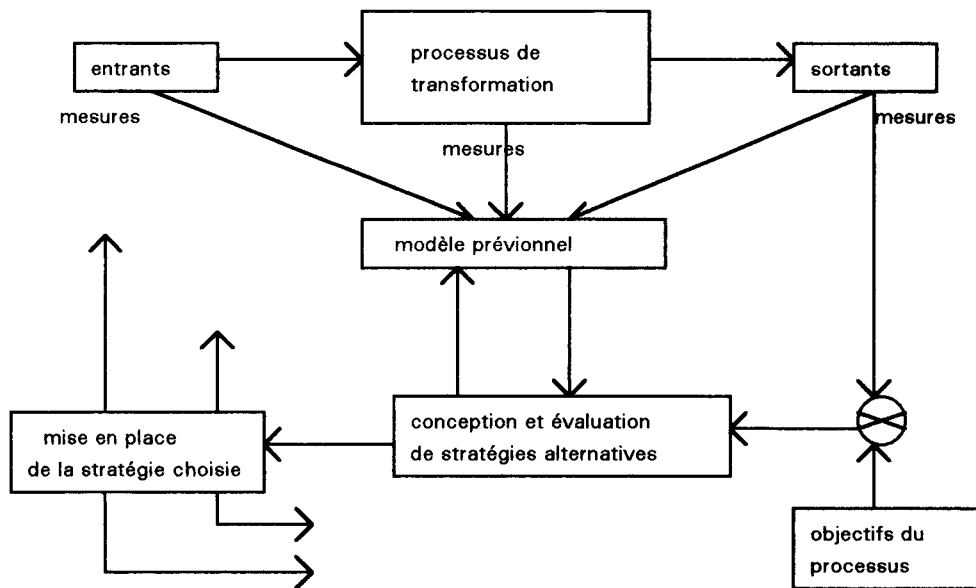 processus de
transformation
entrants
sortants
mesures
mesures
mesures
modèle prévionnel
conception et évaluation
de stratégies alternatives
mise en place
de la stratégie choisie
objectifs du
processus